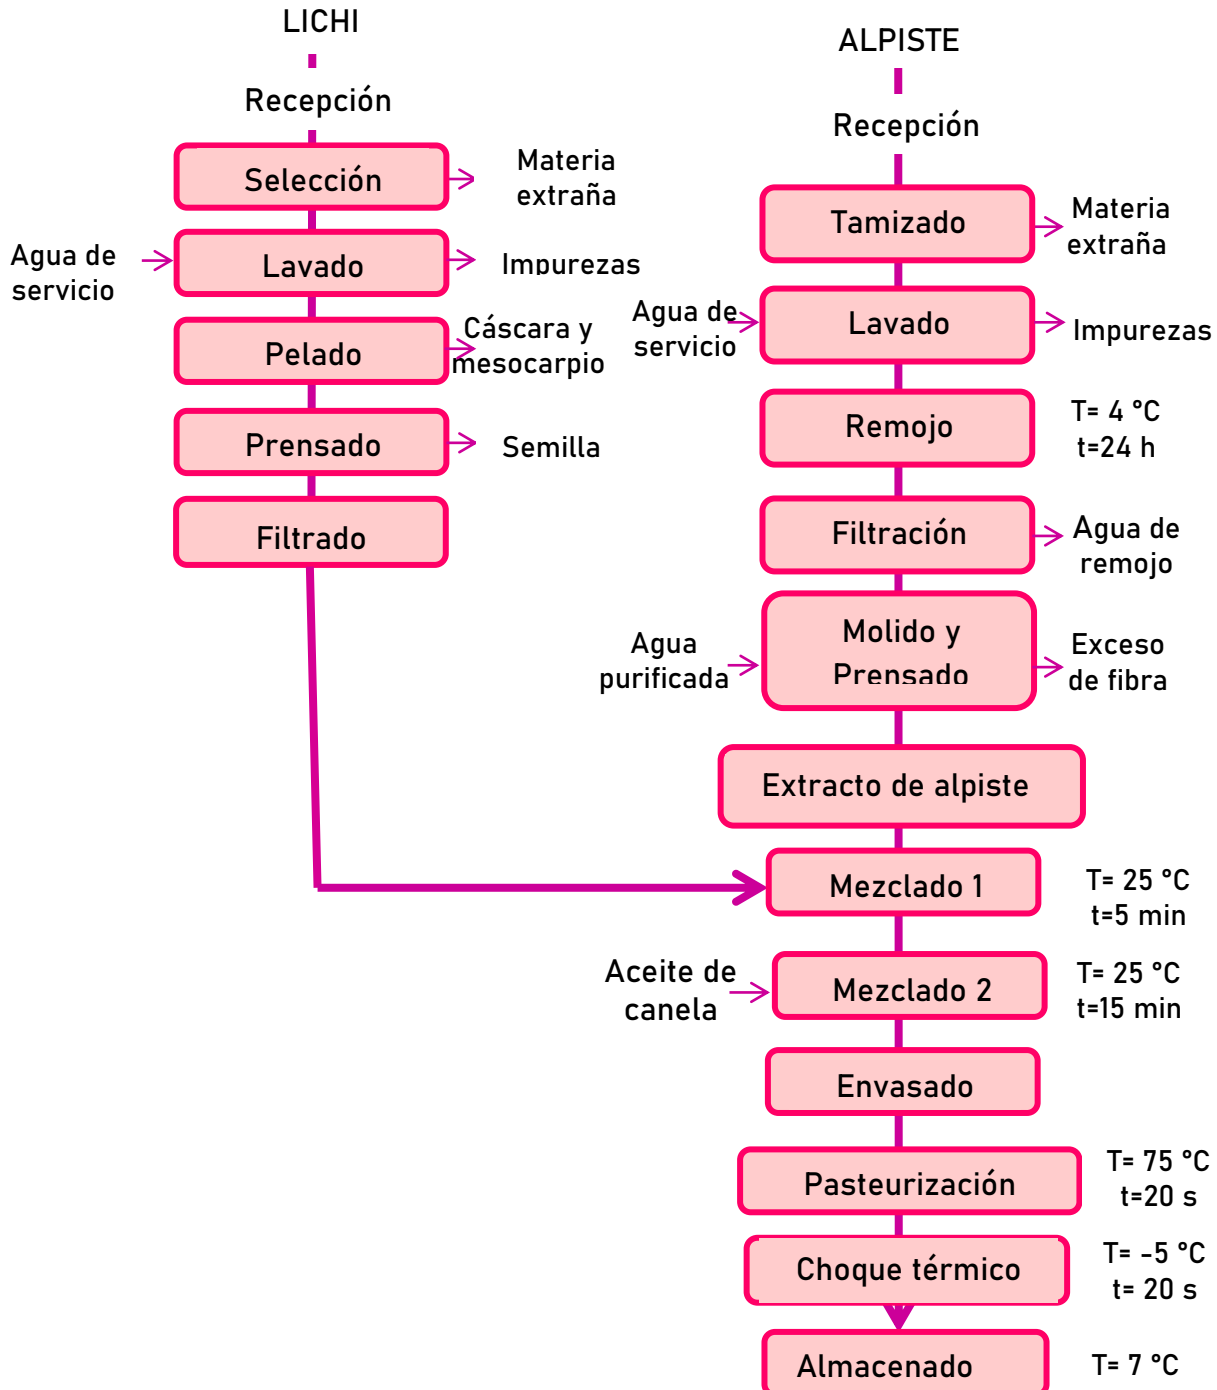 LICHI
Recepción
Selección
Materia
extraña
Agua de
servicio
Lavado
Impurezas
Pelado
Cáscara y
mesocarpio
Prensado
Semilla
Filtrado
ALPISTE
Recepción
Tamizado
Materia
extraña
Agua de
servicio
Lavado
Impurezas
Remojo
T= 4 °C
t=24 h
Filtración
Agua de
remojo
Agua
purificada
Molido y
Prensado
Exceso
de fibra
Extracto de alpiste
Mezclado 1
T= 25 °C
t=5 min
Aceite de
canela
Mezclado 2
T= 25 °C
t=15 min
Envasado
Pasteurización
T= 75 °C
t=20 s
Choque térmico
T= -5 °C
t= 20 s
Almacenado
T= 7 °C